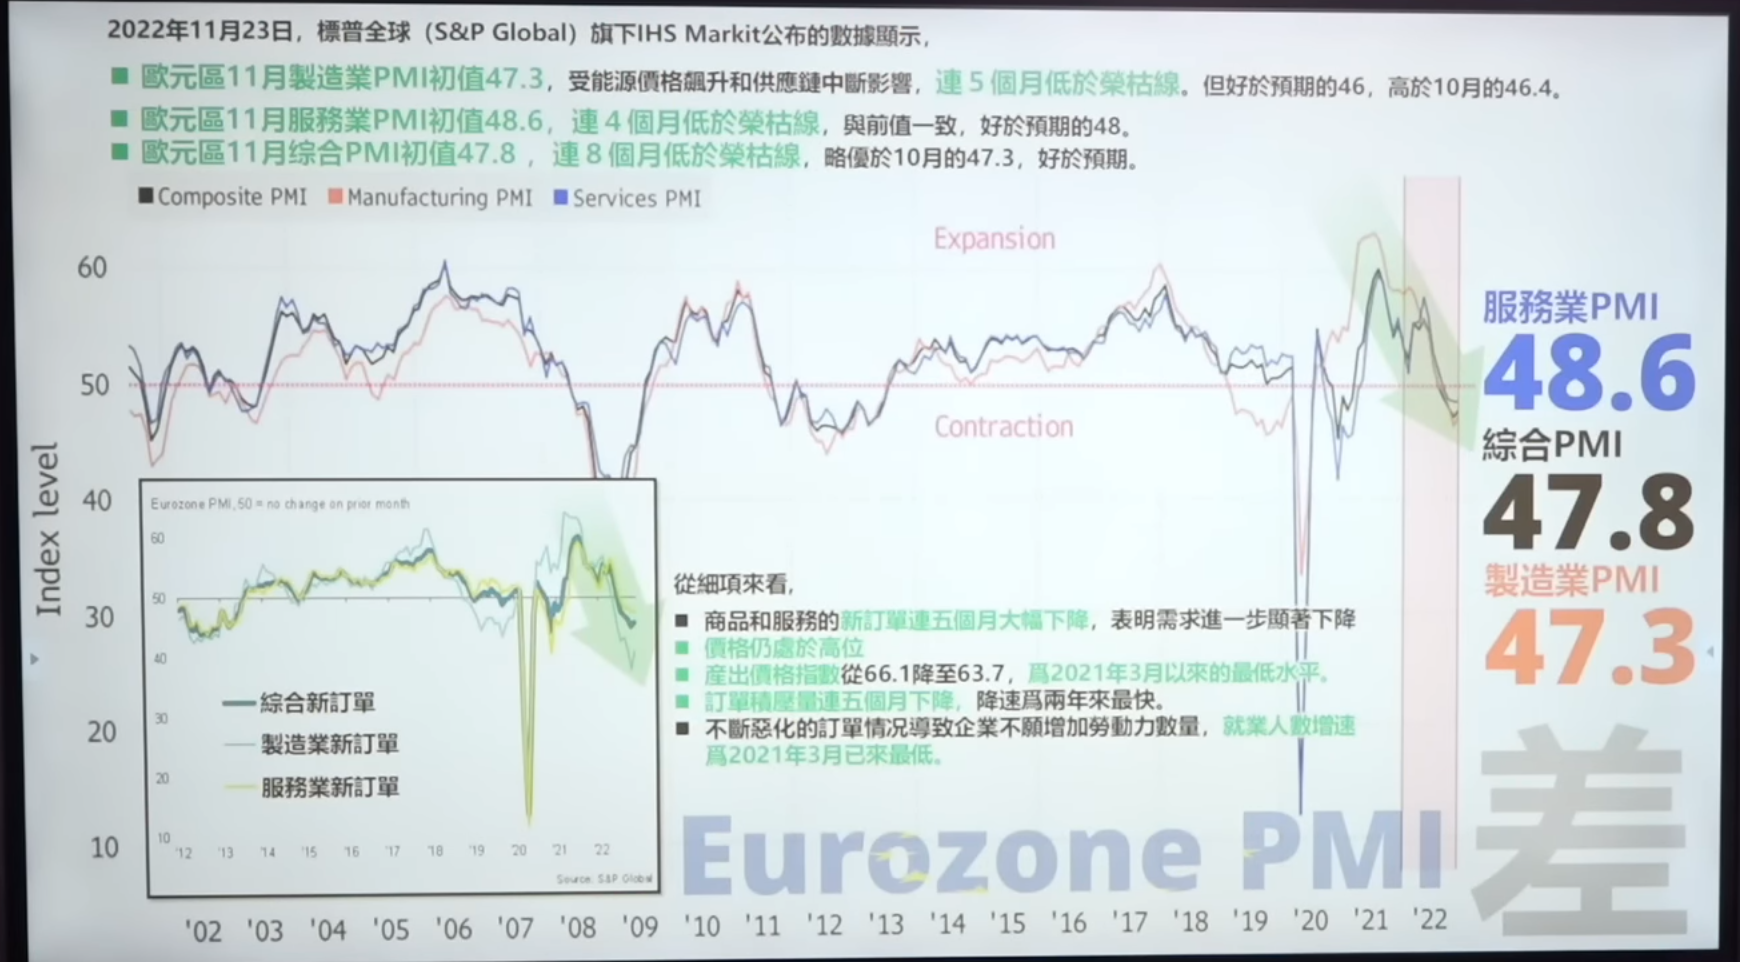 2022年11月23日，標普全球（S&P Global）旗下IHS Markit公布的數據顯示，
■ 歐元區11月製造業PMI初值47.3，受能源價格飆升和供應鏈中斷影響，連５個月低於榮枯線。但好於預期的46，高於10月的46.4。
■ 歐元區11月服務業PMI初值48.6，連４個月低於榮枯線，與前值一致，好於預期的48。
■ 歐元區11月综合PMI初值47.8 ，連８個月低於榮枯線，略優於10月的47.3，好於預期。
■ Composite PMI ■ Manufacturing PMI ■ Services PMI
Expansion
Contraction
Index level
60
50
40
30
20
10
服務業PMI
48.6
綜合PMI
47.8
製造業PMI
47.3
差
Eurozone PMI, 50 = no change on prior month
60
50
40
30
20
10
綜合新訂單
製造業新訂單
服務業新訂單
'12 '13 '14 '15 '16 '17 '18 '19 '20 '21 '22
Source: S&P Global
從細項來看，
■ 商品和服務的新訂單連五個月大幅下降，表明需求進一步顯著下降
■ 價格仍處於高位
■ 産出價格指數從66.1降至63.7，爲2021年3月以來的最低水平。
■ 訂單積壓量連五個月下降，降速爲兩年來最快。
■ 不斷惡化的訂單情况導致企業不願增加勞動力數量，就業人數增速
爲2021年3月已來最低。
Eurozone PMI
'02 '03 '04 '05 '06 '07 '08 '09 '10 '11 '12 '13 '14 '15 '16 '17 '18 '19 '20 '21 '22